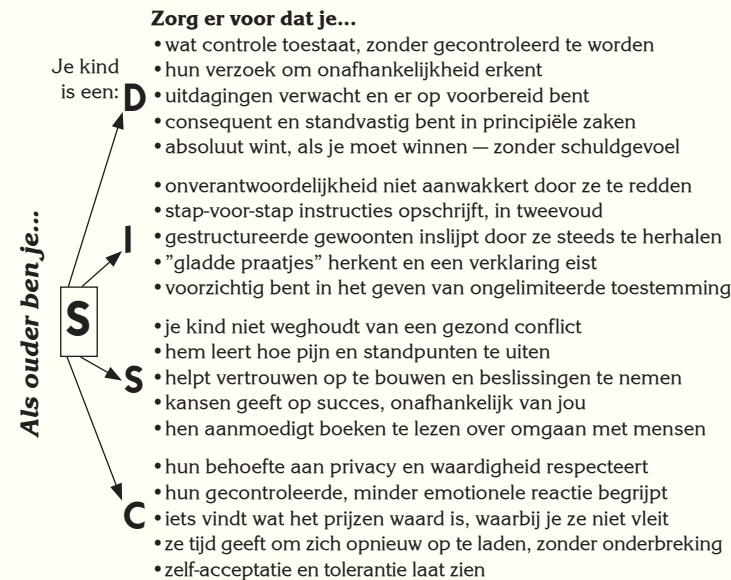 Zorg er voor dat je...
•wat controle toestaat, zonder gecontroleerd te worden
Je kind
•hun verzoek om onafhankelijkheid erkent
is een:
D
•uitdagingen verwacht en er op voorbereid bent
•consequent en standvastig bent in principiële zaken
•absoluut wint, als je moet winnen — zonder schuldgevoel
•onverantwoordelijkheid niet aanwakkert door ze te redden
•stap-voor-stap instructies opschrijft, in tweevoud
I
•gestructureerde gewoonten inslijpt door ze steeds te herhalen
•”gladde praatjes” herkent en een verklaring eist
•voorzichtig bent in het geven van ongelimiteerde toestemming
Als ouder ben je...
S
•je kind niet weghoudt van een gezond conflict
•hem leert hoe pijn en standpunten te uiten
S
•helpt vertrouwen op te bouwen en beslissingen te nemen
•kansen geeft op succes, onafhankelijk van jou
•hen aanmoedigt boeken te lezen over omgaan met mensen
•hun behoefte aan privacy en waardigheid respecteert
•hun gecontroleerde, minder emotionele reactie begrijpt
C
•iets vindt wat het prijzen waard is, waarbij je ze niet vleit
•ze tijd geeft om zich opnieuw op te laden, zonder onderbreking
•zelf-acceptatie en tolerantie laat zien